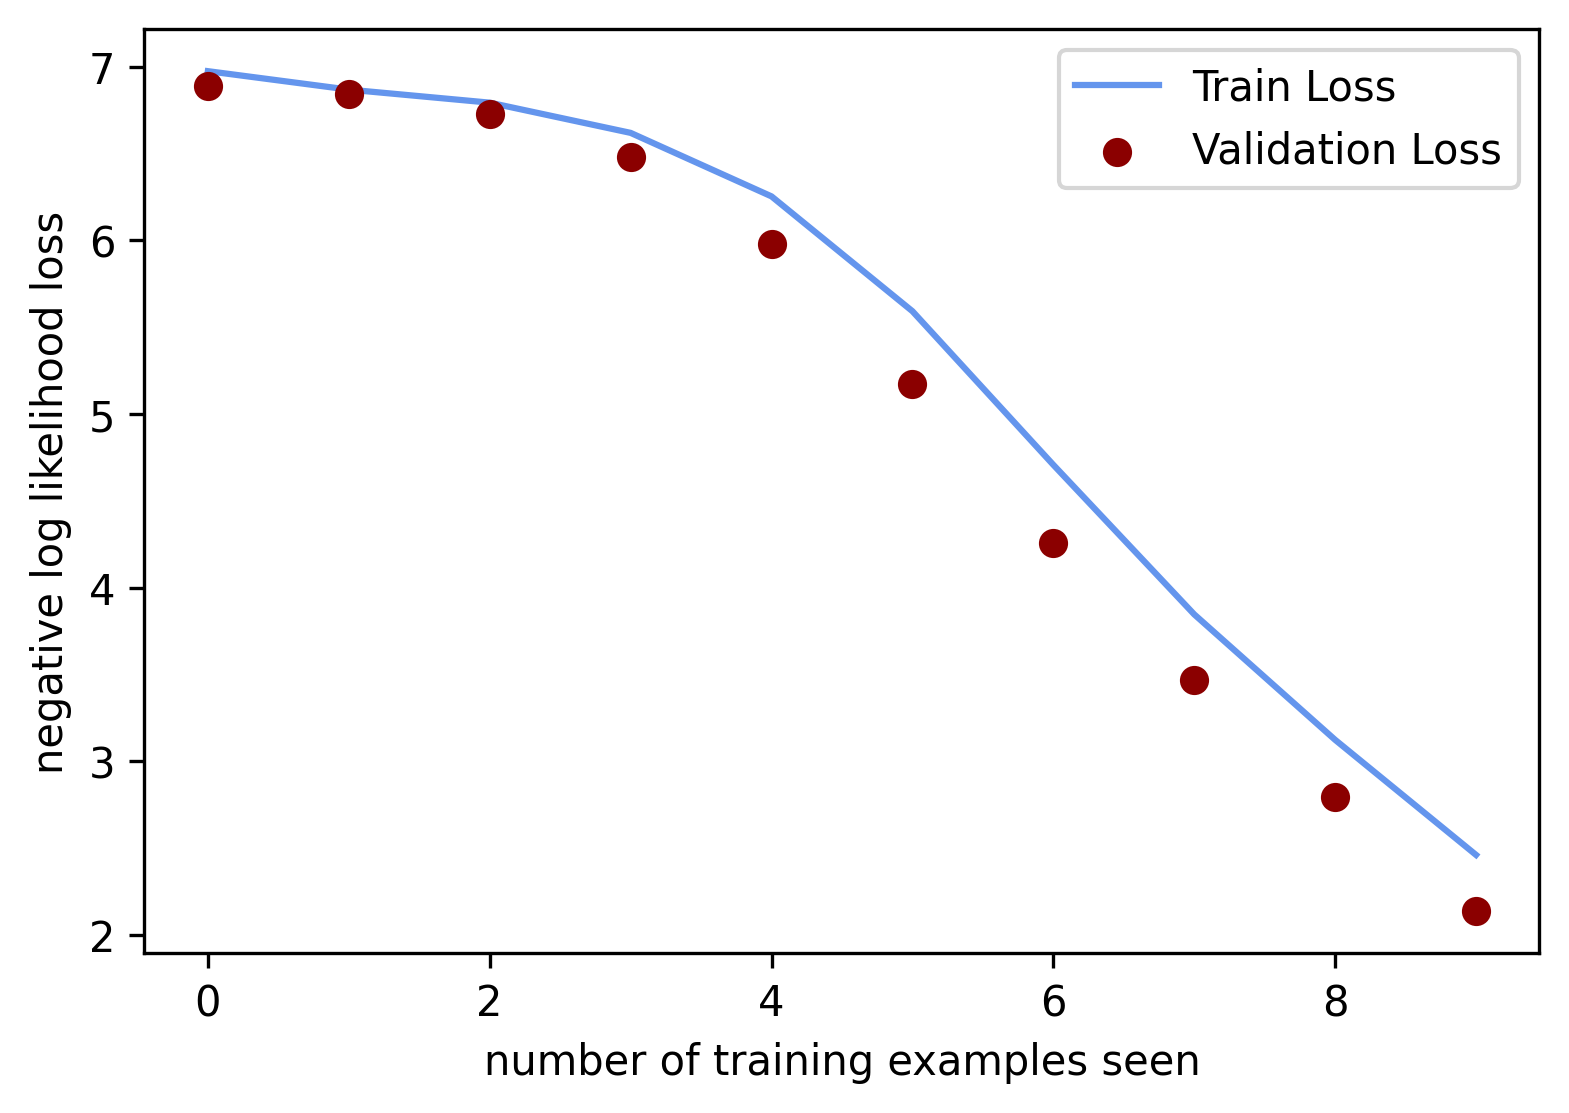 Train Loss
Validation Loss
7
6
5
4
3
2
negative log likelihood loss
0 2 4 6 8
number of training examples seen